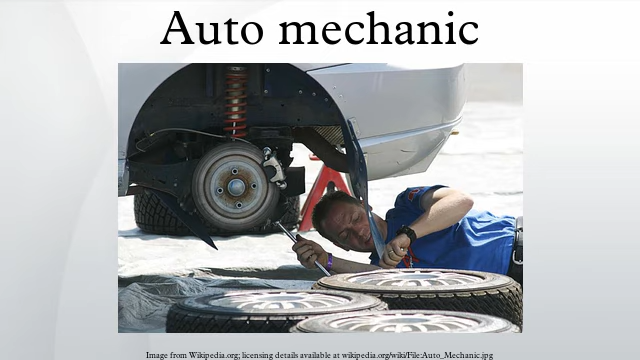 Auto mechanic
Image from Wikipedia.org; licensing details available at wikipedia.org/wiki/File:Auto_Mechanic.jpg